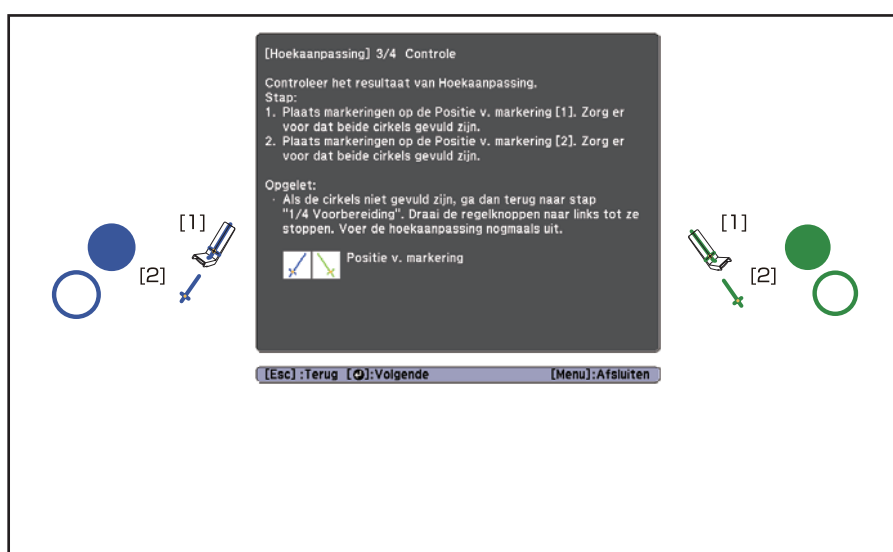 [Hoekaanpassing] 3/4 Controle
Controleer het resultaat van Hoekaanpassing.
Stap:
1. Plaats markeringen op de Positie v. markering [1]. Zorg er
voor dat beide cirkels gevuld zijn.
2. Plaats markeringen op de Positie v. markering [2]. Zorg er
voor dat beide cirkels gevuld zijn.
Opgelet:
· Als de cirkels niet gevuld zijn, ga dan terug naar stap
"1/4 Voorbereiding". Draai de regelknoppen naar links tot ze
stoppen. Voer de hoekaanpassing nogmaals uit.
Positie v. markering
[1]
[2]
[1]
[2]
[Esc] :Terug [⏎]:Volgende [Menu]:Afsluiten